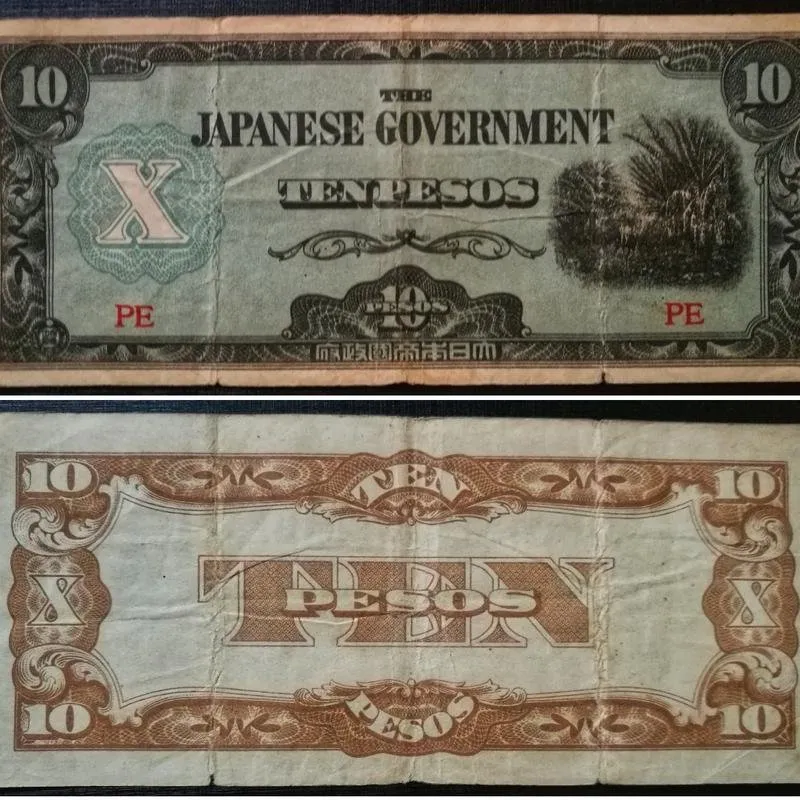 10 10
THE
JAPANESE GOVERNMENT
TEN PESOS
X
10
PESOS
PE PE
大日本帝國政府
10 TEN 10
X TEN X
PESOS
10 PESOS 10